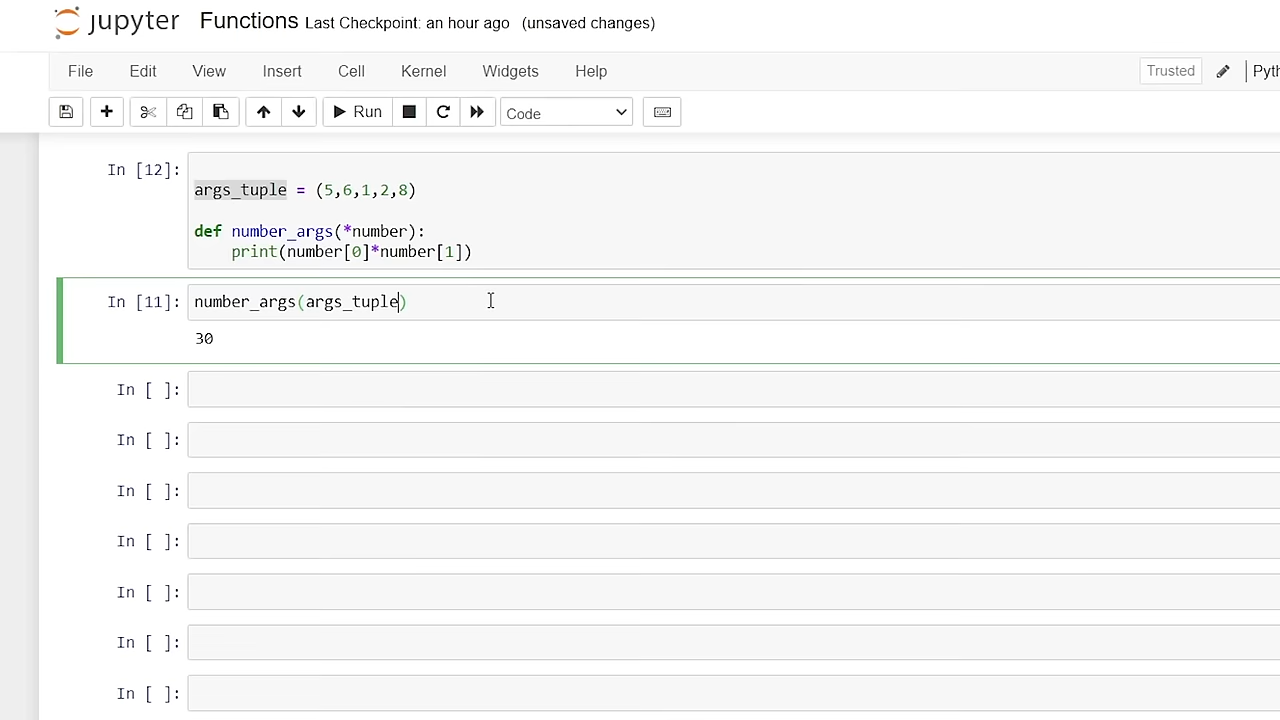 jupyter Functions Last Checkpoint: an hour ago (unsaved changes)
File Edit View Insert Cell Kernel Widgets Help Trusted Pyth
Run Code
In [12]:
args_tuple = (5,6,1,2,8)
def number_args(*number):
print(number[0]*number[1])
In [11]: number_args(args_tuple)
30
In [ ]:
In [ ]:
In [ ]:
In [ ]:
In [ ]:
In [ ]:
In [ ]: